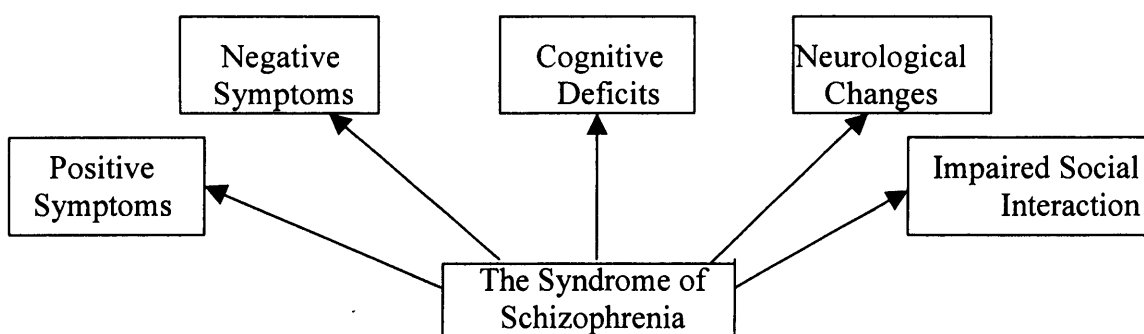 Negative
Symptoms
Cognitive
Deficits
Neurological
Changes
Positive
Symptoms
Impaired Social
Interaction
The Syndrome of
Schizophrenia